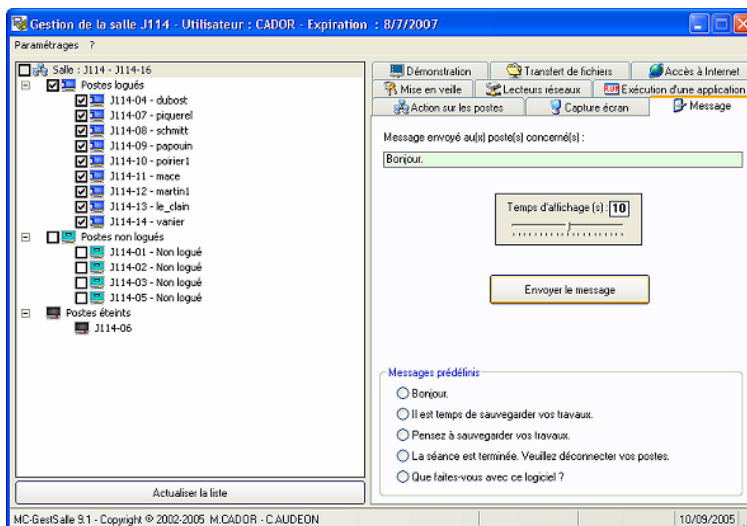 Gestion de la salle J114 - Utilisateur : CADOR - Expiration : 8/7/2007
Paramétrages ?
Salle : J114 - J114-16
Postes logués
J114-04 - dubost
J114-07 - piquerel
J114-08 - schmitt
J114-09 - papouin
J114-10 - poirier1
J114-11 - mace
J114-12 - martin1
J114-13 - le_clain
J114-14 - vanier
Postes non logués
J114-01 - Non logué
J114-02 - Non logué
J114-03 - Non logué
J114-05 - Non logué
Postes éteints
J114-06
Actualiser la liste
Démonstration Transfert de fichiers Accès à Internet
Mise en veille Lecteurs réseaux RUN Exécution d'une application
Action sur les postes Capture écran Message
Message envoyé au(x) poste(s) concerné(s) :
Bonjour.
Temps d'affichage (s) : 10
Envoyer le message
Messages prédéfinis
Bonjour.
Il est temps de sauvegarder vos travaux.
Pensez à sauvegarder vos travaux.
La séance est terminée. Veuillez déconnecter vos postes.
Que faites-vous avec ce logiciel ?
MC-GestSalle 9.1 - Copyright © 2002-2005 M.CADOR - C.AUDEON
10/09/2005